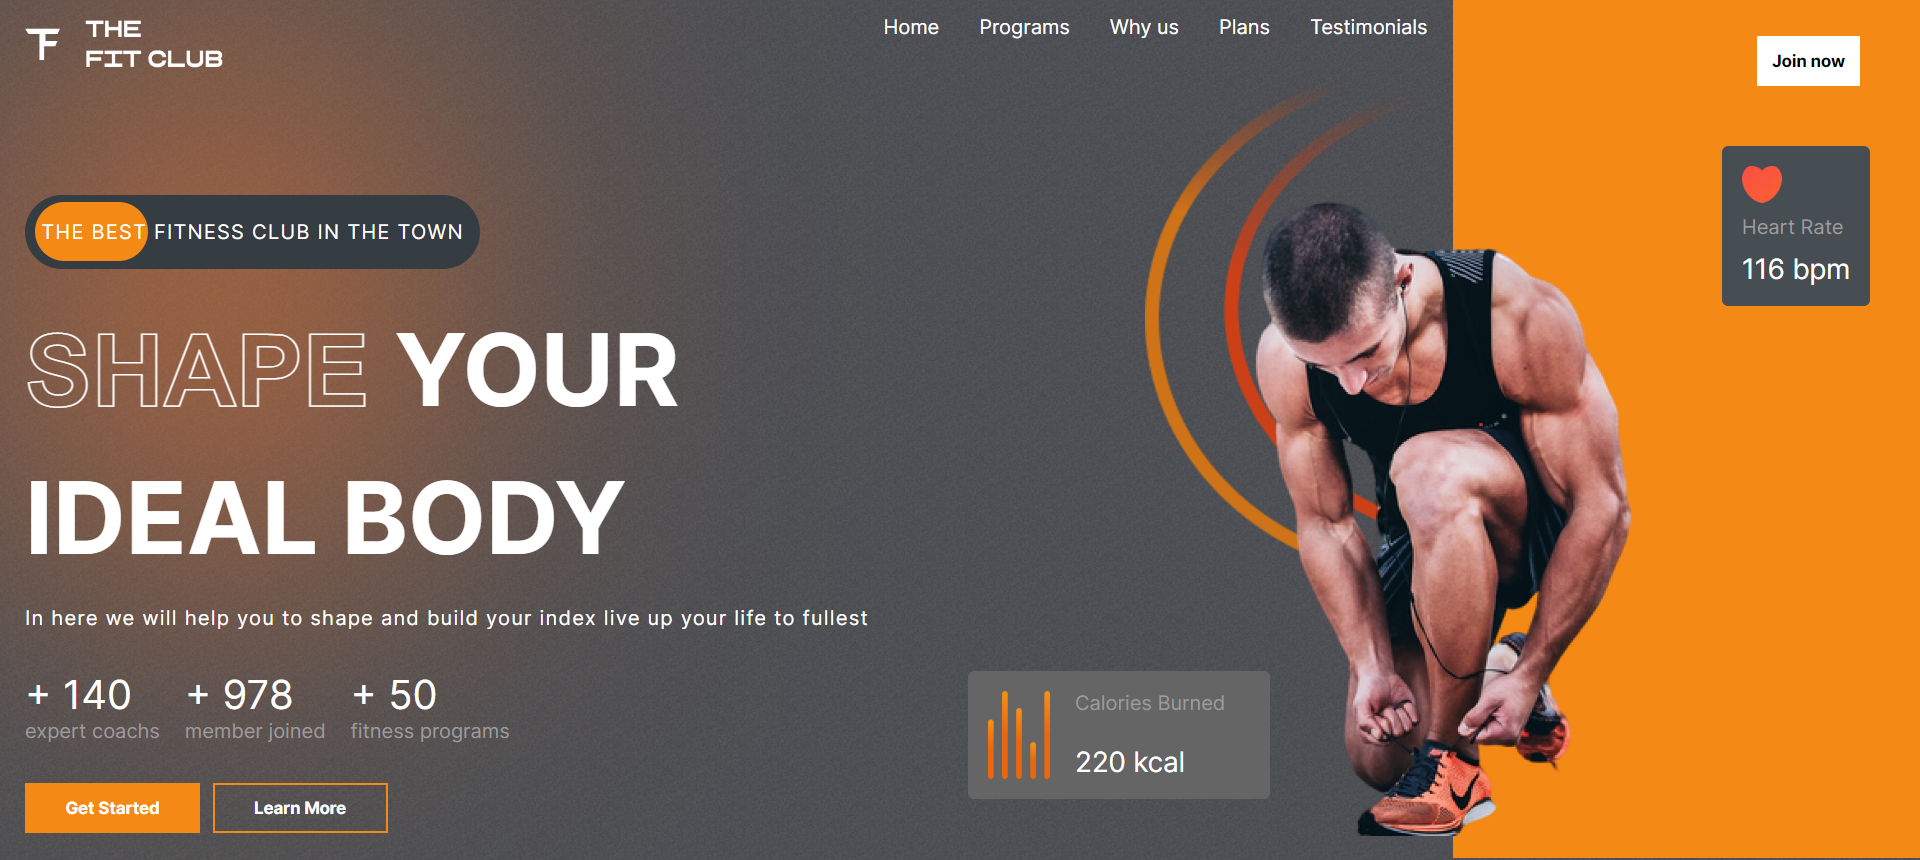 THE
FIT CLUB
Home Programs Why us Plans Testimonials
Join now
THE BEST FITNESS CLUB IN THE TOWN
SHAPE YOUR
IDEAL BODY
In here we will help you to shape and build your index live up your life to fullest
+ 140 + 978 + 50
expert coachs member joined fitness programs
Get Started Learn More
Heart Rate
116 bpm
Calories Burned
220 kcal